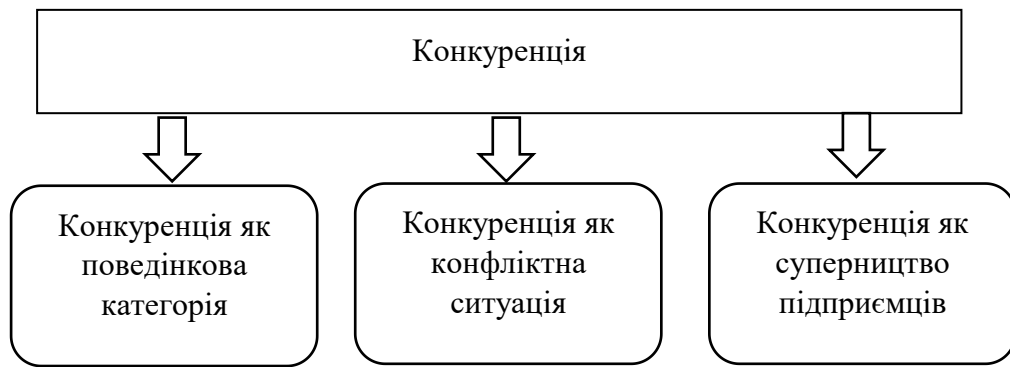 Конкуренція
Конкуренція як
поведінкова
категорія
Конкуренція як
конфліктна
ситуація
Конкуренція як
суперництво
підприємців